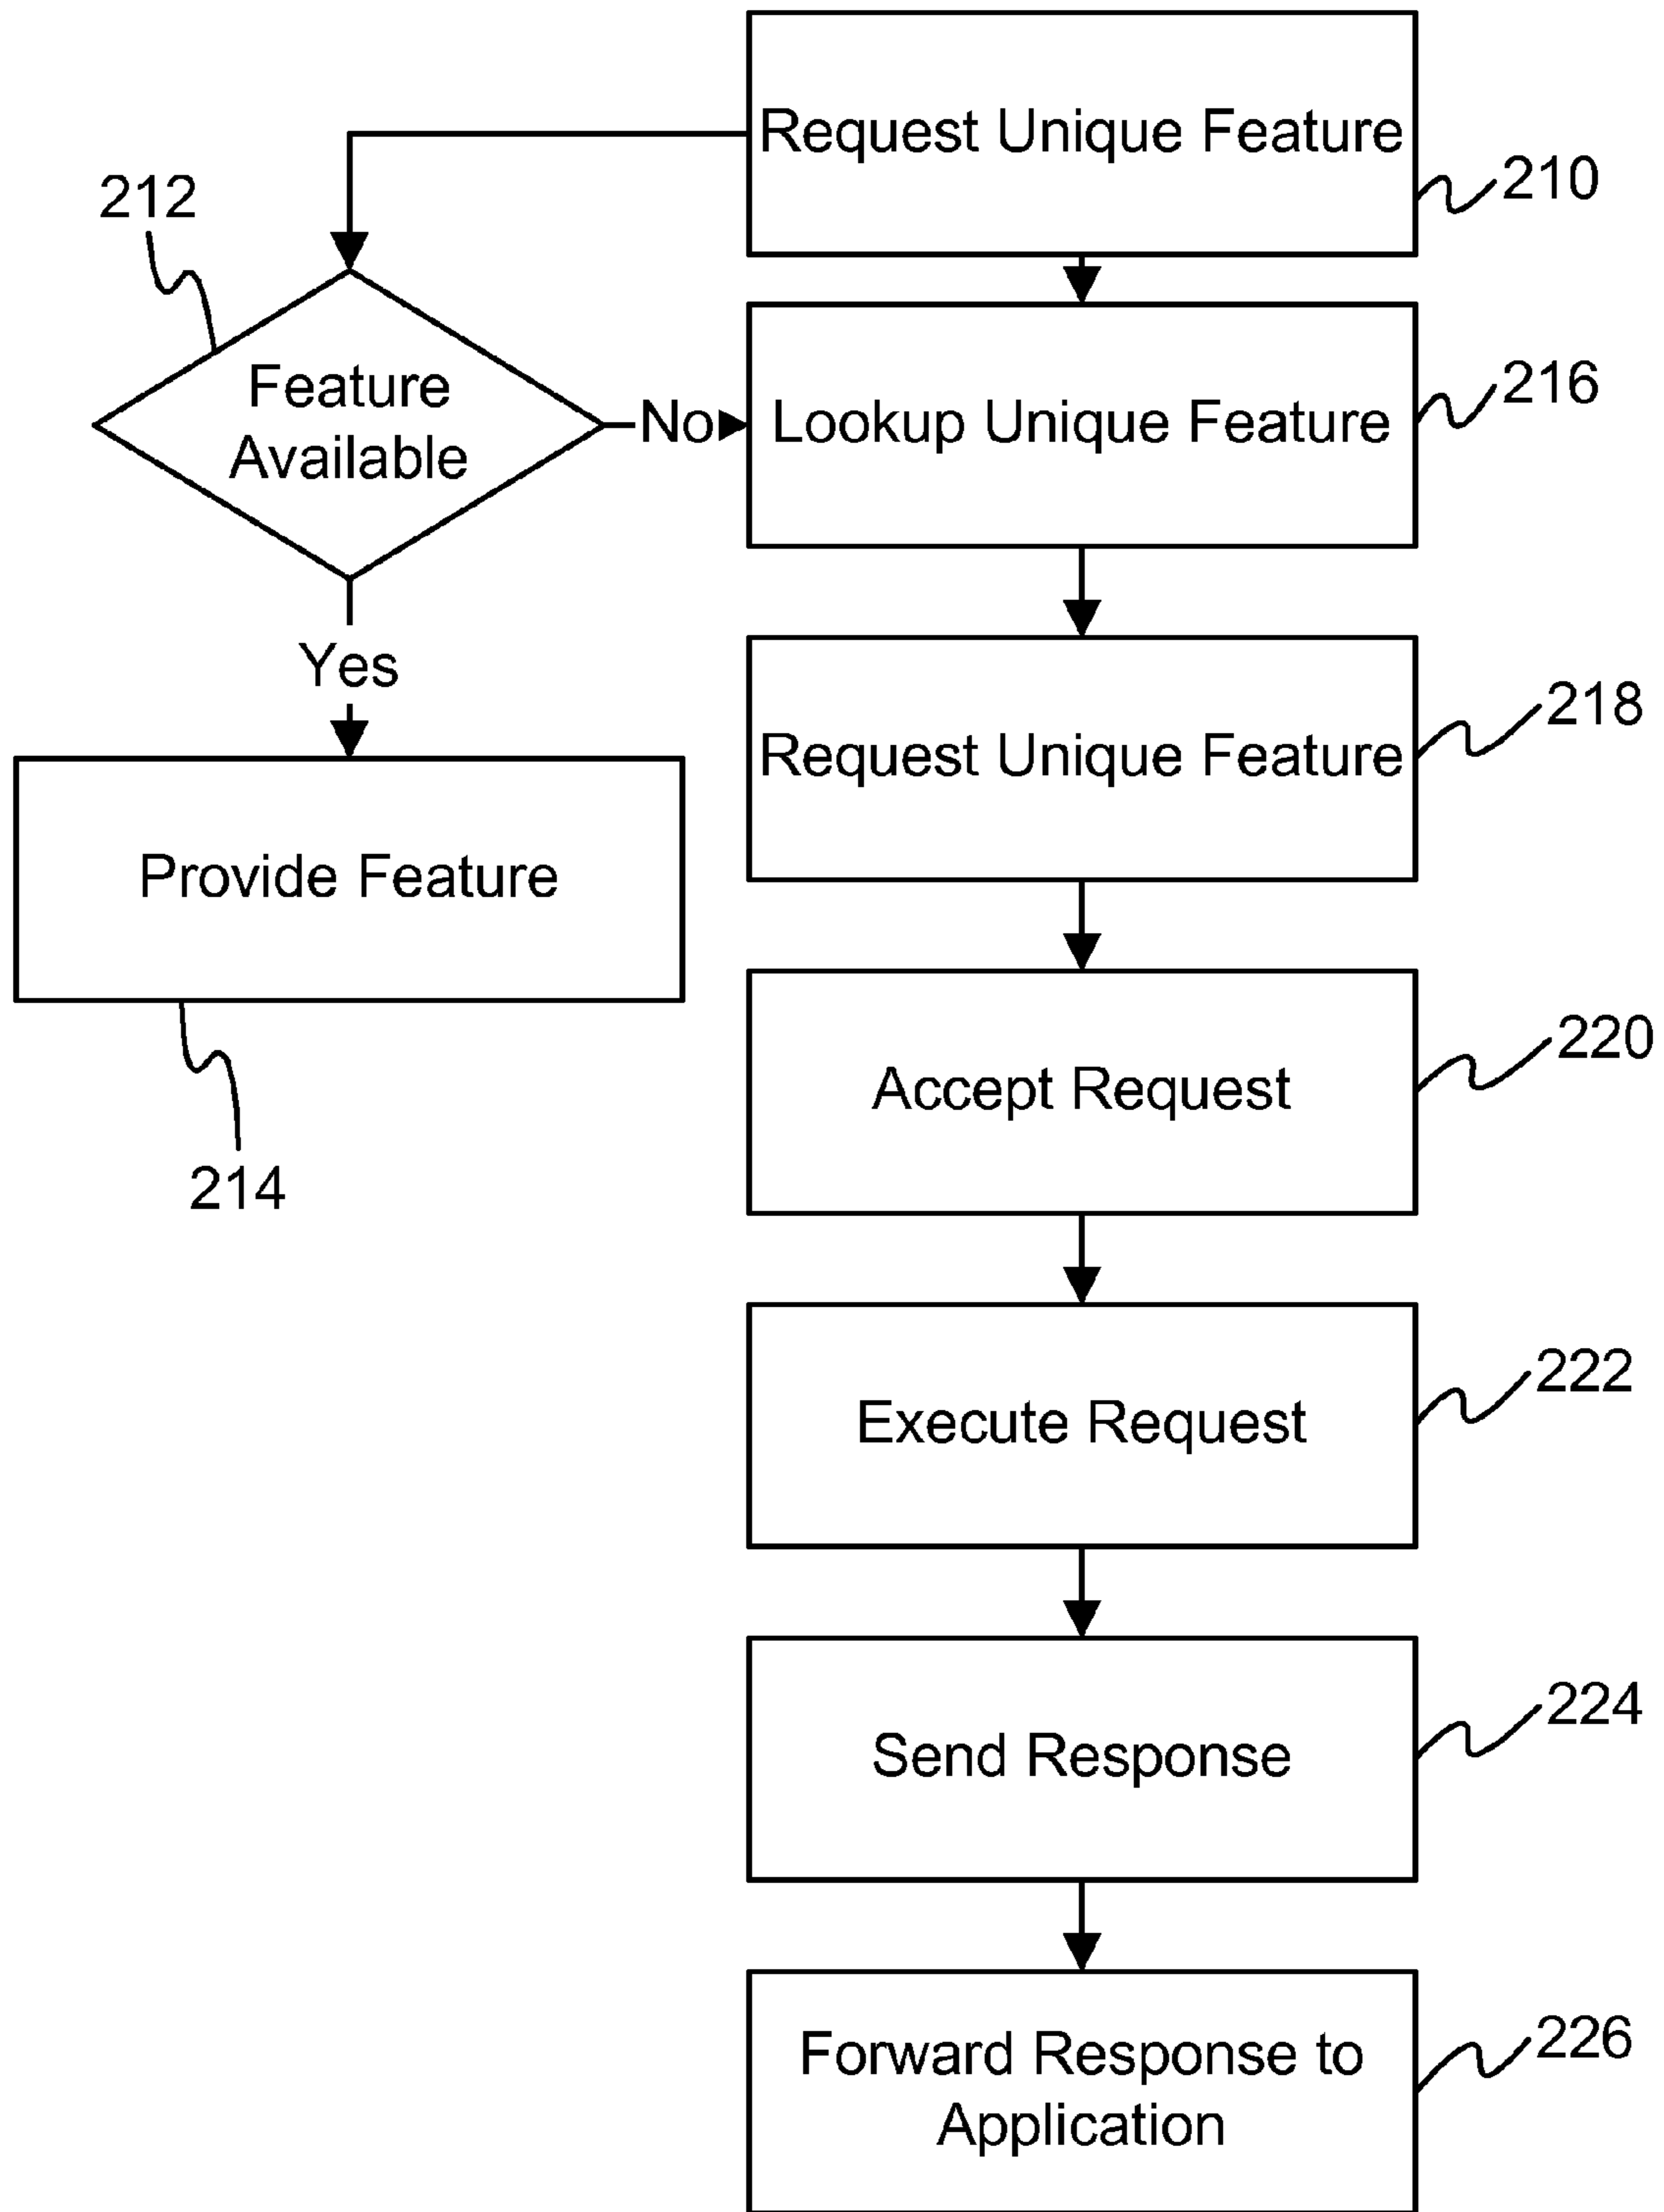 Request Unique Feature
210
212
Feature
Available
No
Lookup Unique Feature
216
Yes
Request Unique Feature
218
Provide Feature
214
Accept Request
220
Execute Request
222
Send Response
224
Forward Response to
Application
226